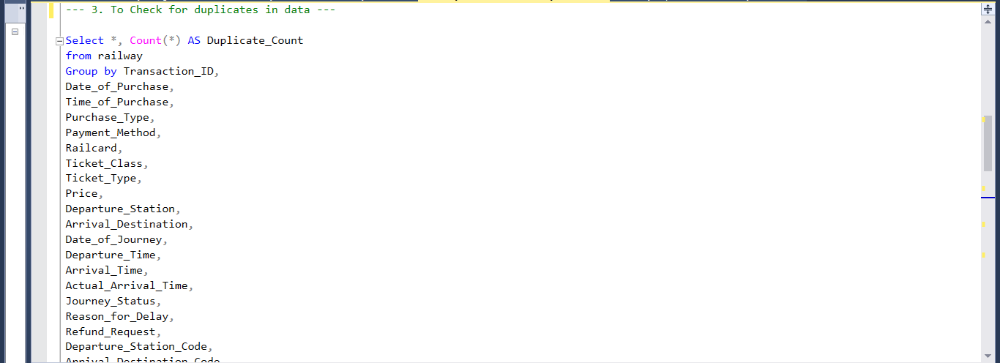 --- 3. To Check for duplicates in data ---
Select *, Count(*) AS Duplicate_Count
from railway
Group by Transaction_ID,
Date_of_Purchase,
Time_of_Purchase,
Purchase_Type,
Payment_Method,
Railcard,
Ticket_Class,
Ticket_Type,
Price,
Departure_Station,
Arrival_Destination,
Date_of_Journey,
Departure_Time,
Arrival_Time,
Actual_Arrival_Time,
Journey_Status,
Reason_for_Delay,
Refund_Request,
Departure_Station_Code,
Arrival_Destination_Code